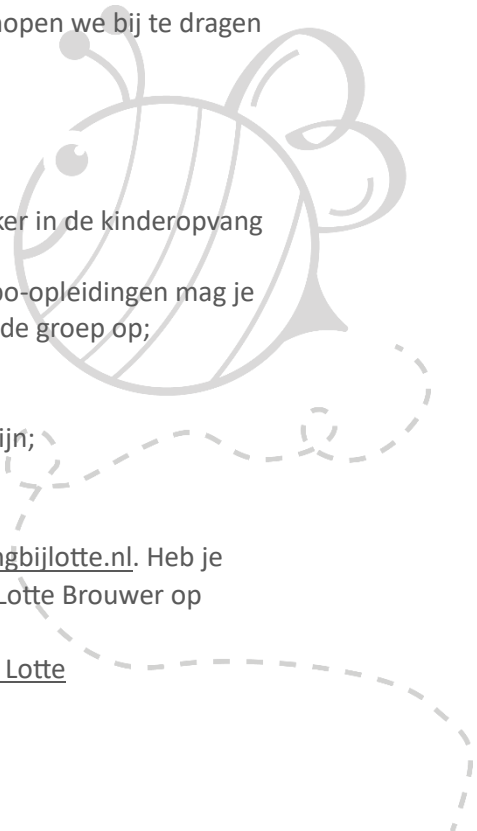 hopen we bij te dragen
ker in de kinderopvang
bo-opleidingen mag je
de groep op;
ijn;
ngbijlotte.nl. Heb je
Lotte Brouwer op
Lotte